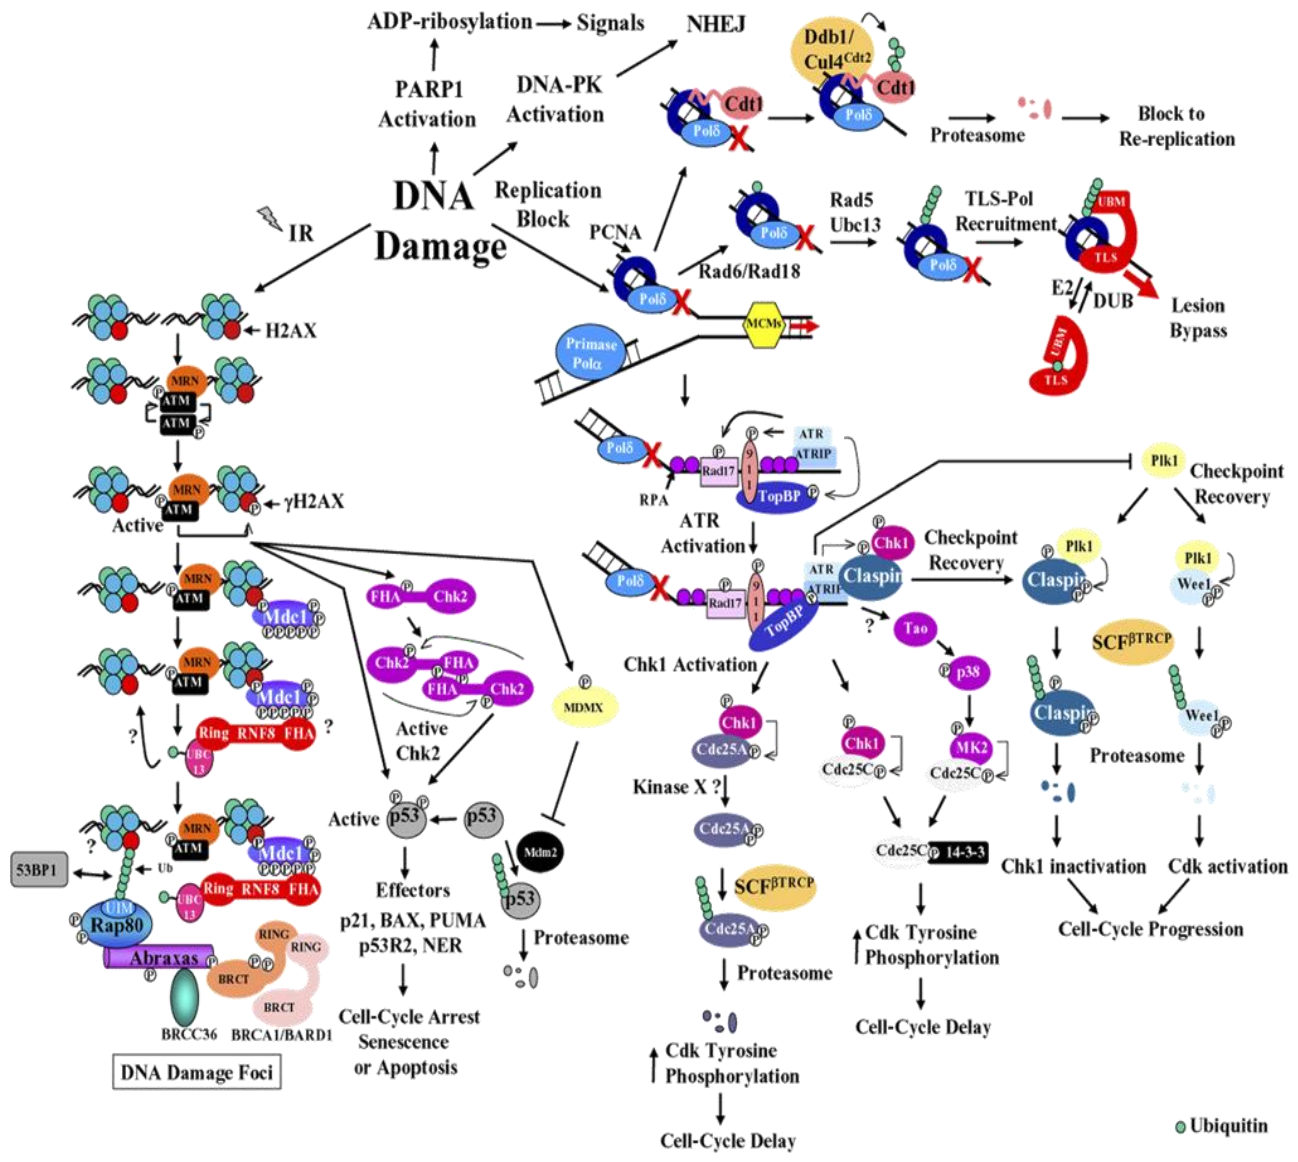 ADP-ribosylation
Signals
NHEJ
PARP1
Activation
DNA-PK
Activation
DNA
Damage
Replication
Block
IR
Ddb1/
Cul4Cdt2
Cdt1
Polδ
X
Cdt1
Polδ
Proteasome
Block to
Re-replication
PCNA
Polδ
X
Rad6/Rad18
Polδ
X
Rad5
Ubc13
Polδ
X
TLS-Pol
Recruitment
UBM
TLS
E2
DUB
UBM
TLS
Lesion
Bypass
MCMs
Primase
Polα
H2AX
MRN
P
ATM
ATM
P
MRN
P
ATM
P
γH2AX
Active
MRN
P
ATM
P
Mdc1
P
P
PPPPP
MRN
P
ATM
P
Mdc1
P
P
PPPPP
?
Ring RNF8 FHA
?
UBC
13
MRN
P
ATM
P
Mdc1
P
P
PPPPP
?
53BP1
Ub
Ring RNF8 FHA
UBC
13
UIM
Rap80
P
P
Abraxas
P
P
BRCC36
RING
P P
BRCT
RING
BRCT
BRCA1/BARD1
DNA Damage Foci
P
FHA
Chk2
P
Chk2
FHA
P P
FHA
Chk2
P
Active
Chk2
P
MDMX
Active
P P
p53
p53
Mdm2
p53
Proteasome
Effectors
p21, BAX, PUMA
p53R2, NER
Cell-Cycle Arrest
Senescence
or Apoptosis
Polδ
X
RPA
P
Rad17
P
9
1
1
ATR
ATRIP
TopBP
P
ATR
Activation
Polδ
X
P
Rad17
P
9
1
1
TopBP
P
ATR
ATRIP
P
Chk1
P
Claspin
Checkpoint
Recovery
?
Tao
P
p38
P
MK2
Cdc25C
P
Chk1 Activation
P
Chk1
Cdc25A
P
Kinase X ?
Cdc25A
P
P
SCFβTRCP
Cdc25A
P
P
Proteasome
Cdk Tyrosine
Phosphorylation
Cell-Cycle Delay
P
Chk1
Cdc25C
P
Cdc25C
P
14-3-3
Cdk Tyrosine
Phosphorylation
Cell-Cycle Delay
Plk1
Checkpoint
Recovery
Plk1
P
Claspin
P
P
Plk1
Wee1
P
P
SCFβTRCP
P
Claspin
P
P
Wee1
P
P
Proteasome
Chk1 inactivation
Cdk activation
Cell-Cycle Progression
Ubiquitin